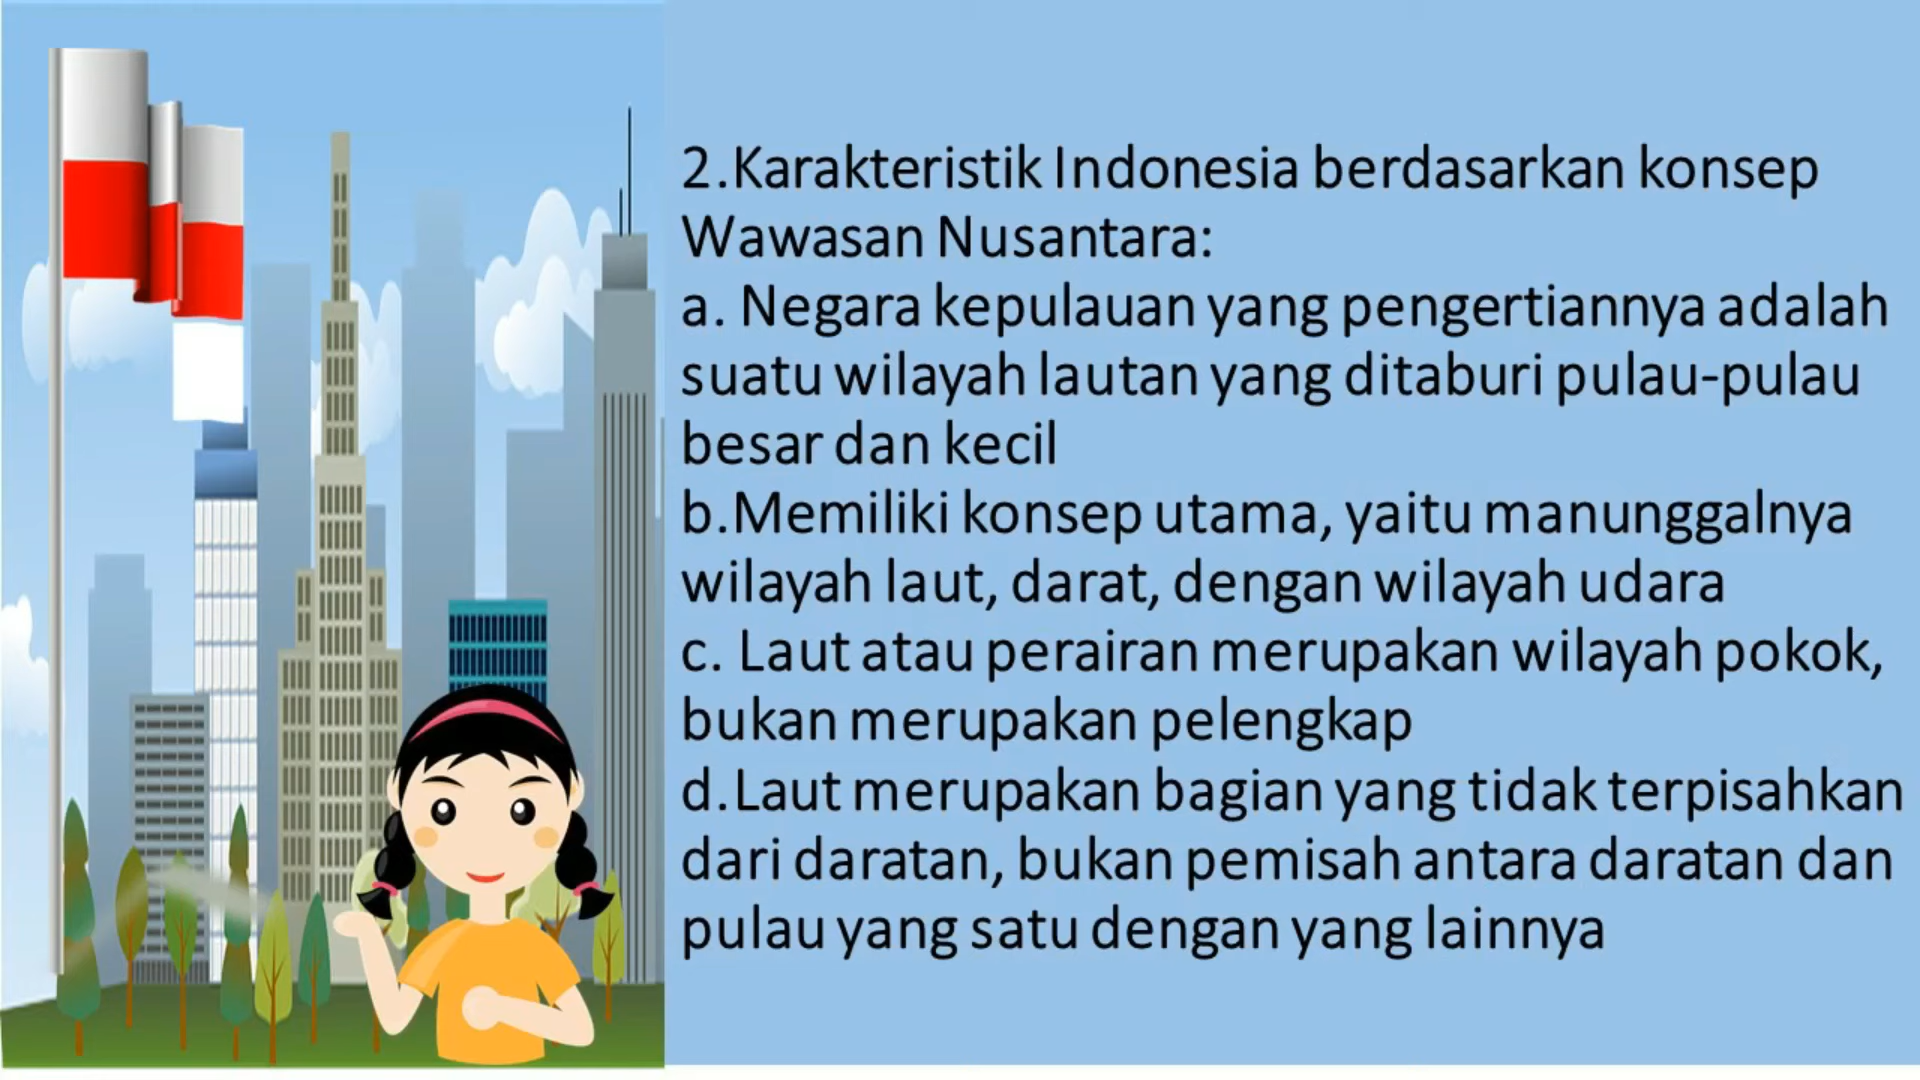 2.Karakteristik Indonesia berdasarkan konsep
Wawasan Nusantara:
a. Negara kepulauan yang pengertiannya adalah
suatu wilayah lautan yang ditaburi pulau-pulau
besar dan kecil
b.Memiliki konsep utama, yaitu manunggalnya
wilayah laut, darat, dengan wilayah udara
c. Laut atau perairan merupakan wilayah pokok,
bukan merupakan pelengkap
d.Laut merupakan bagian yang tidak terpisahkan
dari daratan, bukan pemisah antara daratan dan
pulau yang satu dengan yang lainnya